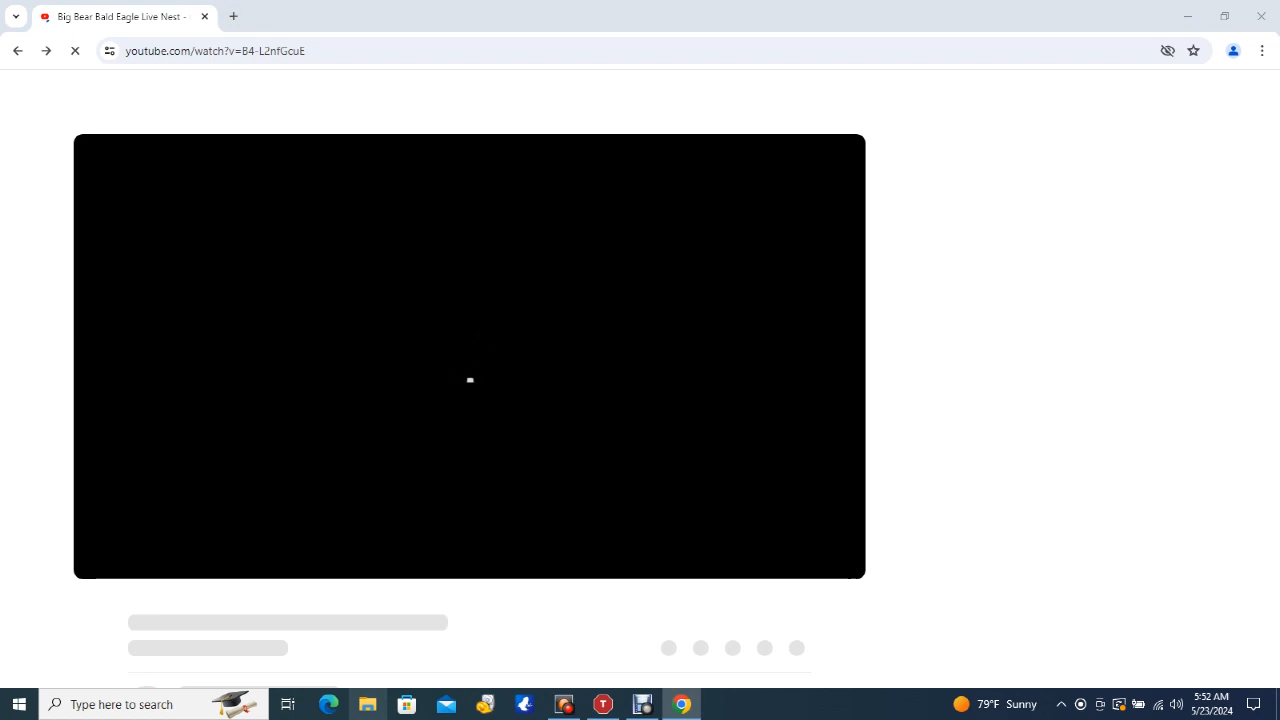 Big Bear Bald Eagle Live Nest -
youtube.com/watch?v=B4-L2nfGcuE
Type here to search
T
79°F Sunny
5:52 AM
5/23/2024